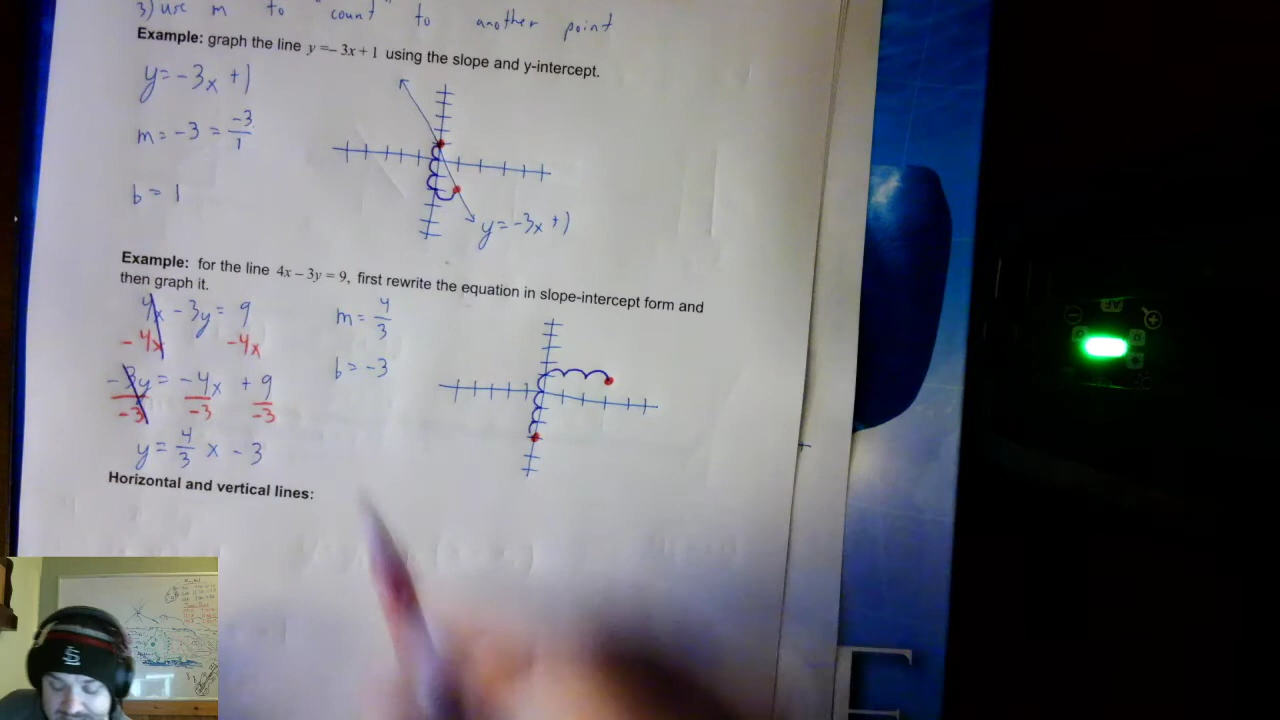 3) use m to "count" to another point
Example: graph the line y = – 3x + 1 using the slope and y-intercept.
y = -3x + 1
m = -3 = -3/1
b = 1
y = -3x + 1
Example: for the line 4x – 3y = 9, first rewrite the equation in slope-intercept form and
then graph it.
4x - 3y = 9
-4x -4x
-3y = -4x + 9
-3 -3 -3
y = 4/3 x - 3
m = 4/3
b = -3
Horizontal and vertical lines:
AF